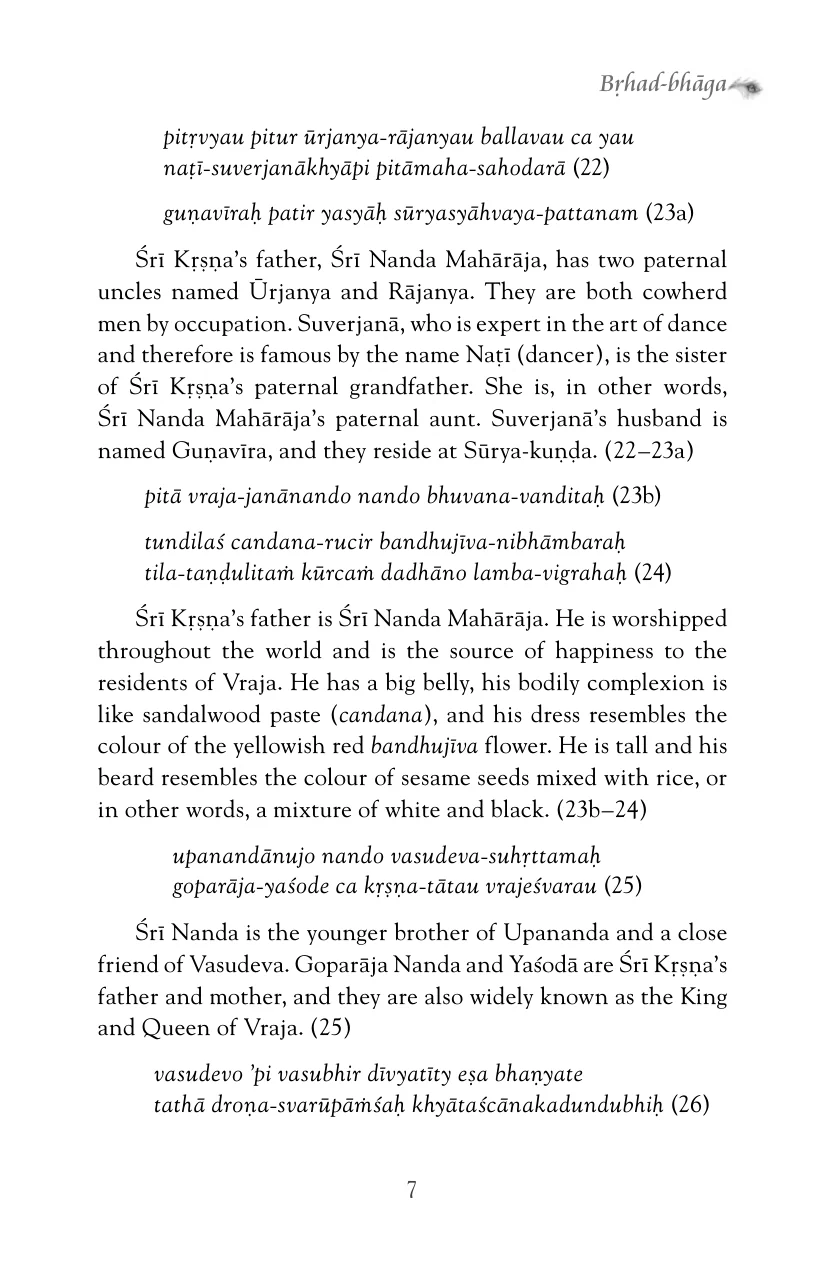 Bṛhad-bhāga
pitṛvyau pitur ūrjanya-rājanyau ballavau ca yau
naṭī-suverjanākhyāpi pitāmaha-sahodarā (22)
guṇavīraḥ patir yasyāḥ sūryasyāhvaya-pattanam (23a)
Śrī Kṛṣṇa’s father, Śrī Nanda Mahārāja, has two paternal
uncles named Ūrjanya and Rājanya. They are both cowherd
men by occupation. Suverjanā, who is expert in the art of dance
and therefore is famous by the name Naṭī (dancer), is the sister
of Śrī Kṛṣṇa’s paternal grandfather. She is, in other words,
Śrī Nanda Mahārāja’s paternal aunt. Suverjanā’s husband is
named Guṇavīra, and they reside at Sūrya-kuṇḍa. (22–23a)
pitā vraja-janānando nando bhuvana-vanditaḥ (23b)
tundilaś candana-rucir bandhujīva-nibhāmbaraḥ
tila-taṇḍulitaṁ kūrcaṁ dadhāno lamba-vigrahaḥ (24)
Śrī Kṛṣṇa’s father is Śrī Nanda Mahārāja. He is worshipped
throughout the world and is the source of happiness to the
residents of Vraja. He has a big belly, his bodily complexion is
like sandalwood paste (candana), and his dress resembles the
colour of the yellowish red bandhujīva flower. He is tall and his
beard resembles the colour of sesame seeds mixed with rice, or
in other words, a mixture of white and black. (23b–24)
upanandānujo nando vasudeva-suhṛttamaḥ
goparāja-yaśode ca kṛṣṇa-tātau vrajeśvarau (25)
Śrī Nanda is the younger brother of Upananda and a close
friend of Vasudeva. Goparāja Nanda and Yaśodā are Śrī Kṛṣṇa’s
father and mother, and they are also widely known as the King
and Queen of Vraja. (25)
vasudevo ’pi vasubhir dīvyatīty eṣa bhaṇyate
tathā droṇa-svarūpāṁśaḥ khyātaścānakadundubhiḥ (26)
7